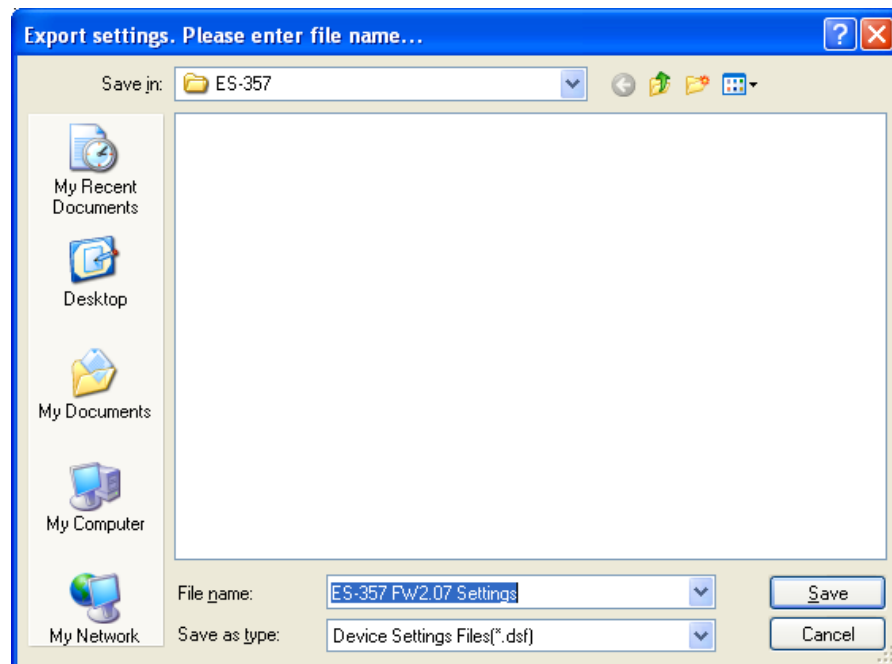 Export settings. Please enter file name...
Save in: ES-357
My Recent
Documents
Desktop
My Documents
My Computer
My Network
File name: ES-357 FW2.07 Settings Save
Save as type: Device Settings Files(*.dsf) Cancel